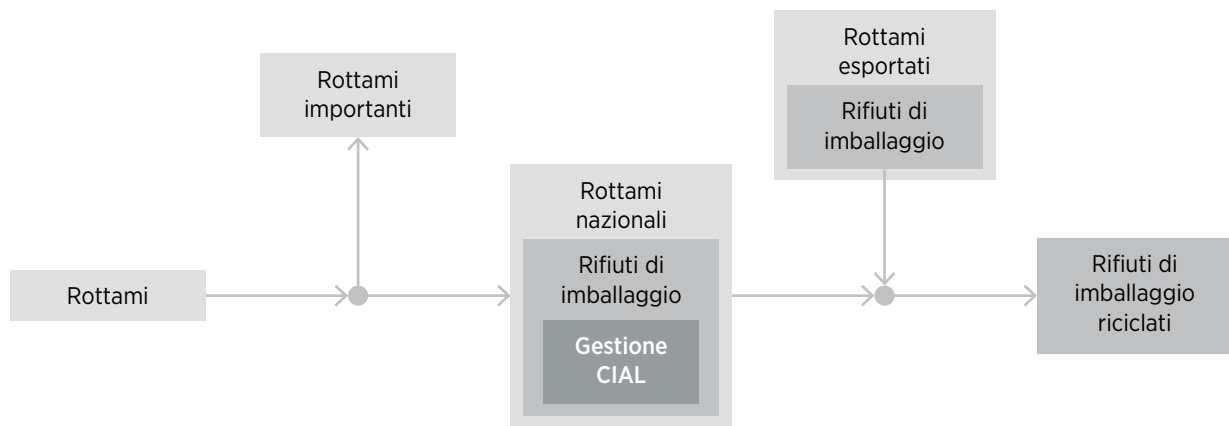 Rottami
Rottami
importanti
Rottami
nazionali
Rifiuti di
imballaggio
Gestione
CIAL
Rottami
esportati
Rifiuti di
imballaggio
Rifiuti di
imballaggio
riciclati